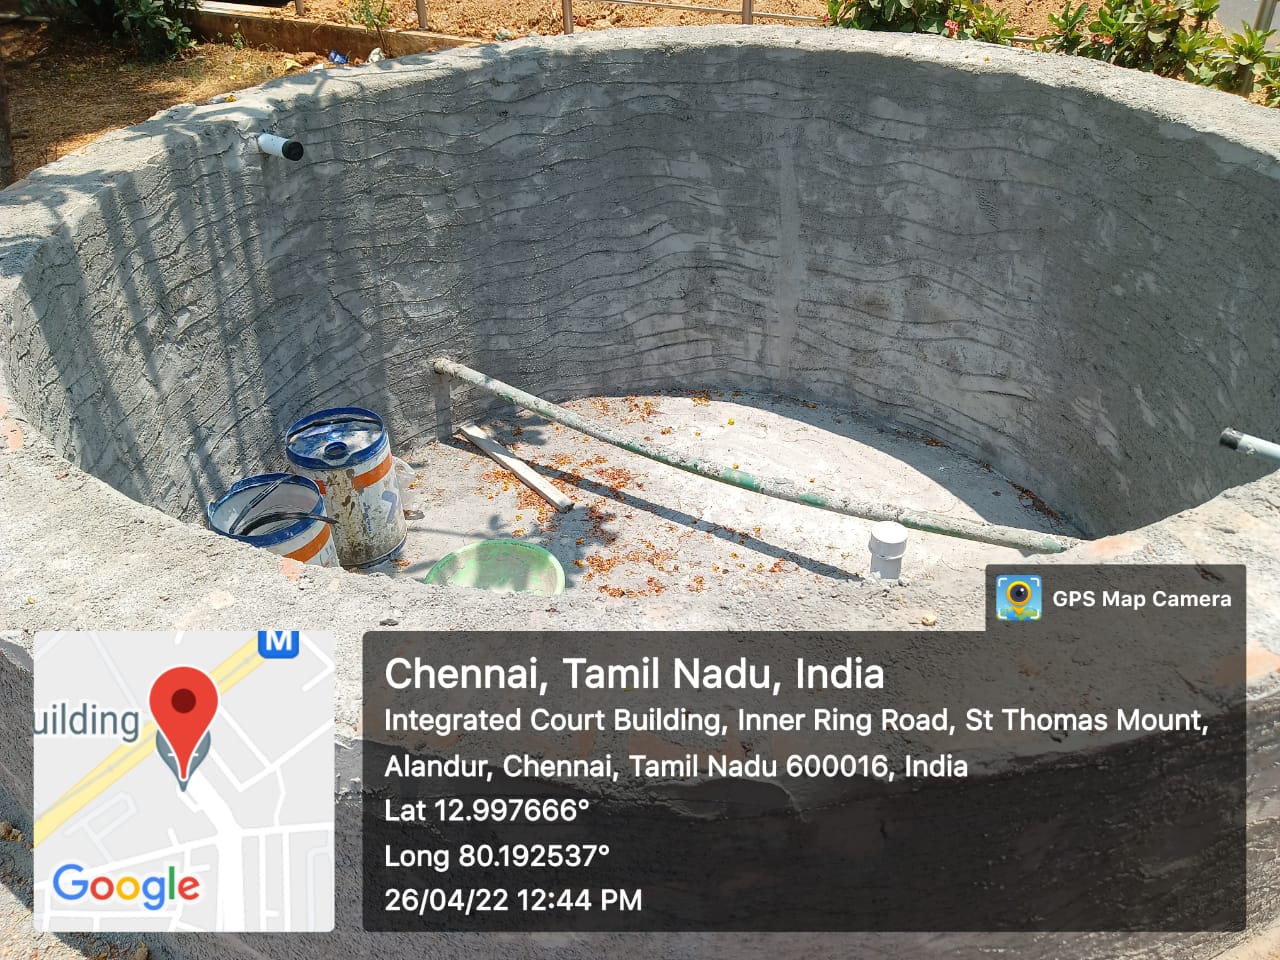 GPS Map Camera
M
uilding
Google
Chennai, Tamil Nadu, India
Integrated Court Building, Inner Ring Road, St Thomas Mount,
Alandur, Chennai, Tamil Nadu 600016, India
Lat 12.997666°
Long 80.192537°
26/04/22 12:44 PM